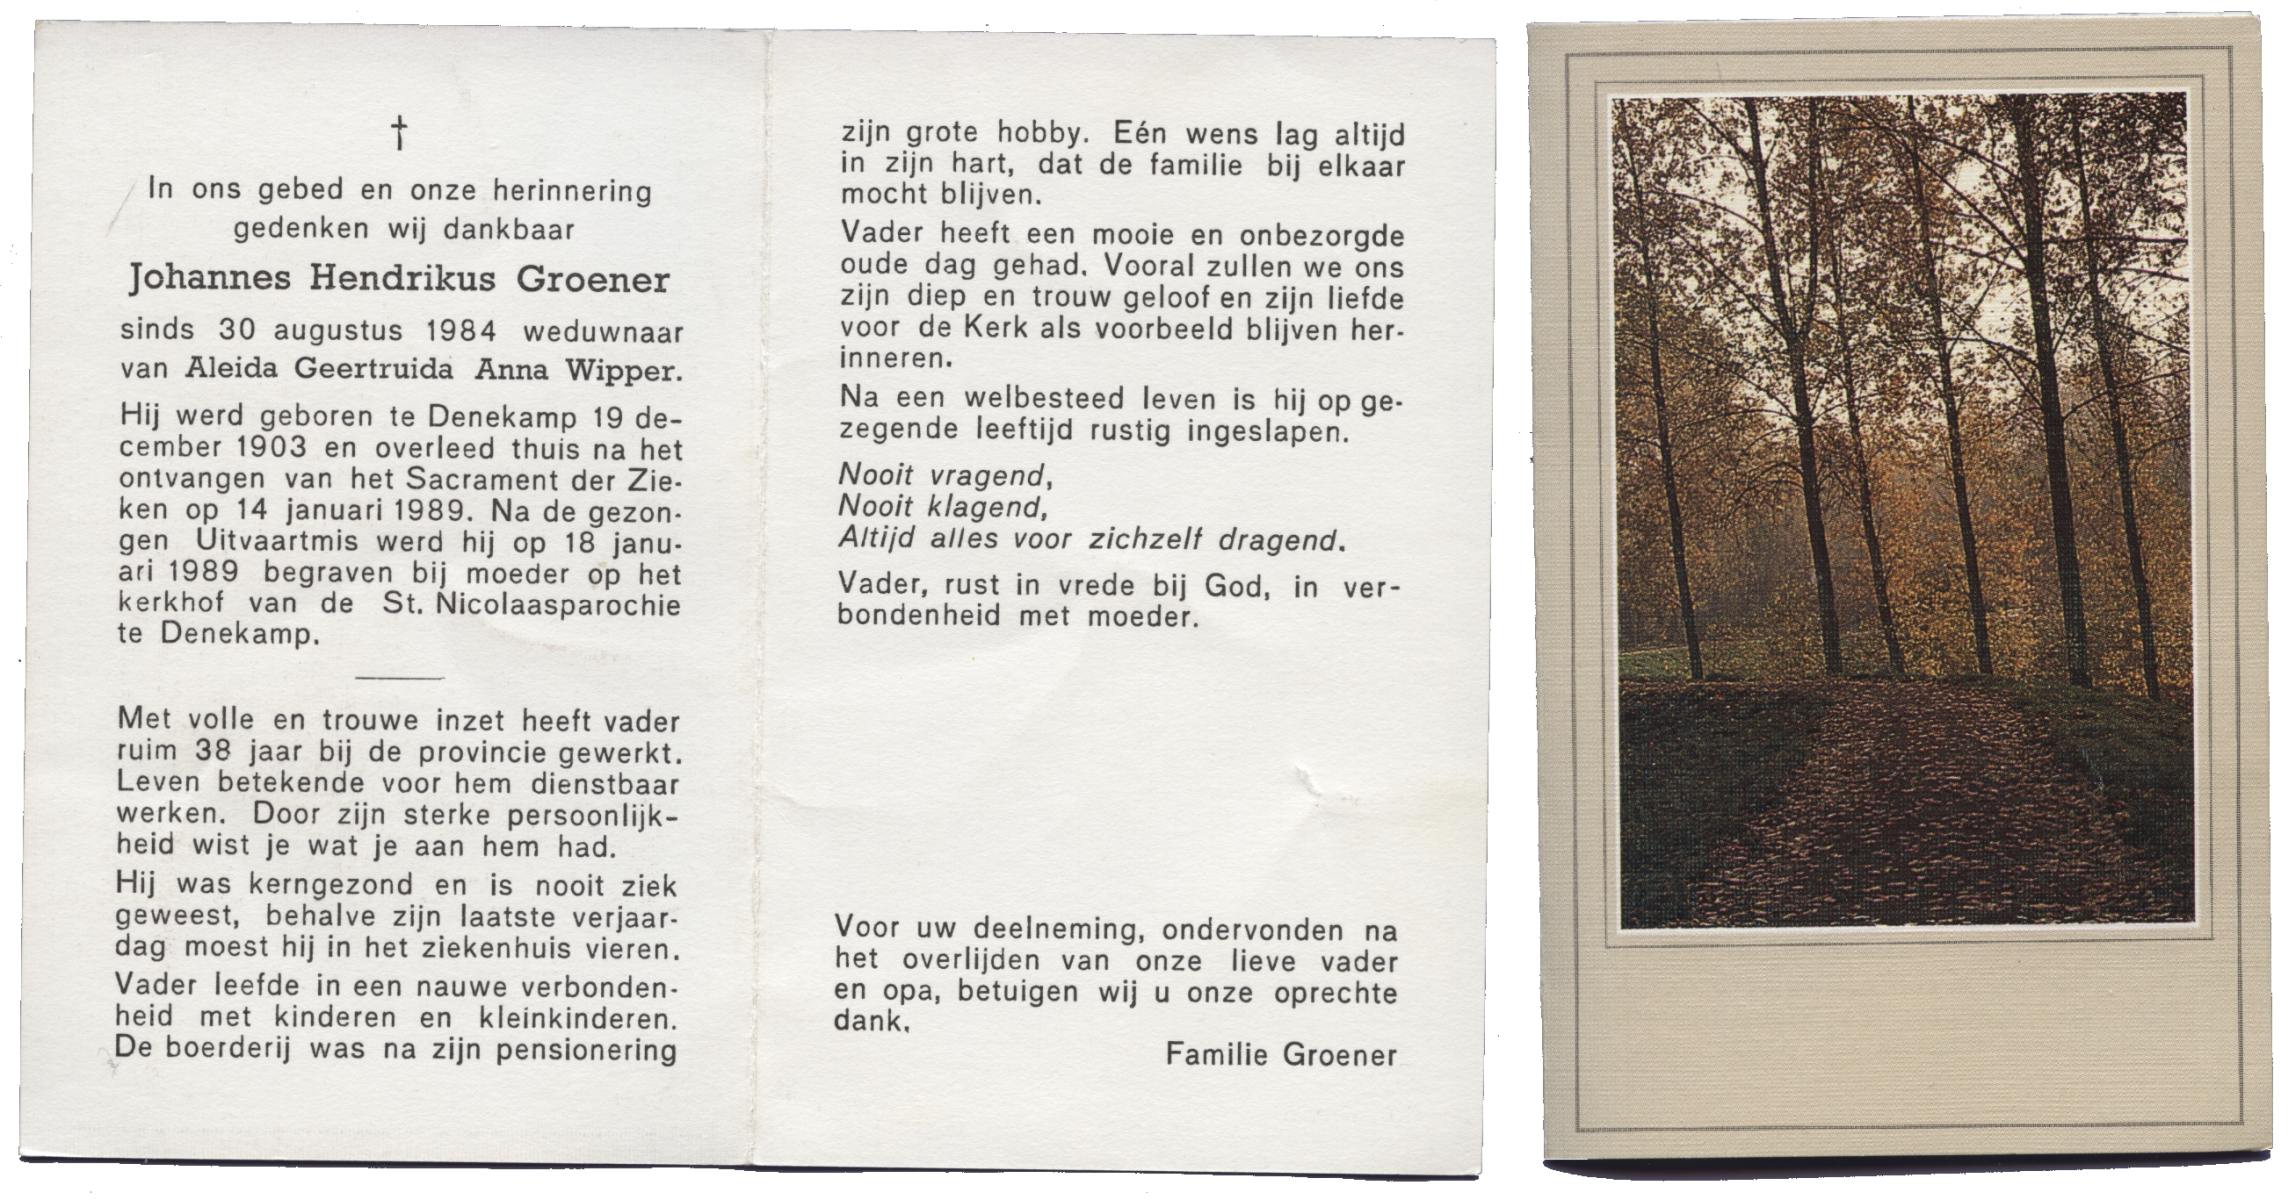 In ons gebed en onze herinnering
gedenken wij dankbaar
Johannes Hendrikus Groener
sinds 30 augustus 1984 weduwnaar
van Aleida Geertruida Anna Wipper.
Hij werd geboren te Denekamp 19 de-
cember 1903 en overleed thuis na het
ontvangen van het Sacrament der Zie-
ken op 14 januari 1989. Na de gezon-
gen Uitvaartmis werd hij op 18 janu-
ari 1989 begraven bij moeder op het
kerkhof van de St. Nicolaasparochie
te Denekamp.
Met volle en trouwe inzet heeft vader
ruim 38 jaar bij de provincie gewerkt.
Leven betekende voor hem dienstbaar
werken. Door zijn sterke persoonlijk-
heid wist je wat je aan hem had.
Hij was kerngezond en is nooit ziek
geweest, behalve zijn laatste verjaar-
dag moest hij in het ziekenhuis vieren.
Vader leefde in een nauwe verbonden-
heid met kinderen en kleinkinderen.
De boerderij was na zijn pensionering
zijn grote hobby. Eén wens lag altijd
in zijn hart, dat de familie bij elkaar
mocht blijven.
Vader heeft een mooie en onbezorgde
oude dag gehad. Vooral zullen we ons
zijn diep en trouw geloof en zijn liefde
voor de Kerk als voorbeeld blijven her-
inneren.
Na een welbesteed leven is hij op ge-
zegende leeftijd rustig ingeslapen.
Nooit vragend,
Nooit klagend,
Altijd alles voor zichzelf dragend.
Vader, rust in vrede bij God, in ver-
bondenheid met moeder.
Voor uw deelneming, ondervonden na
het overlijden van onze lieve vader
en opa, betuigen wij u onze oprechte
dank.
Familie Groener